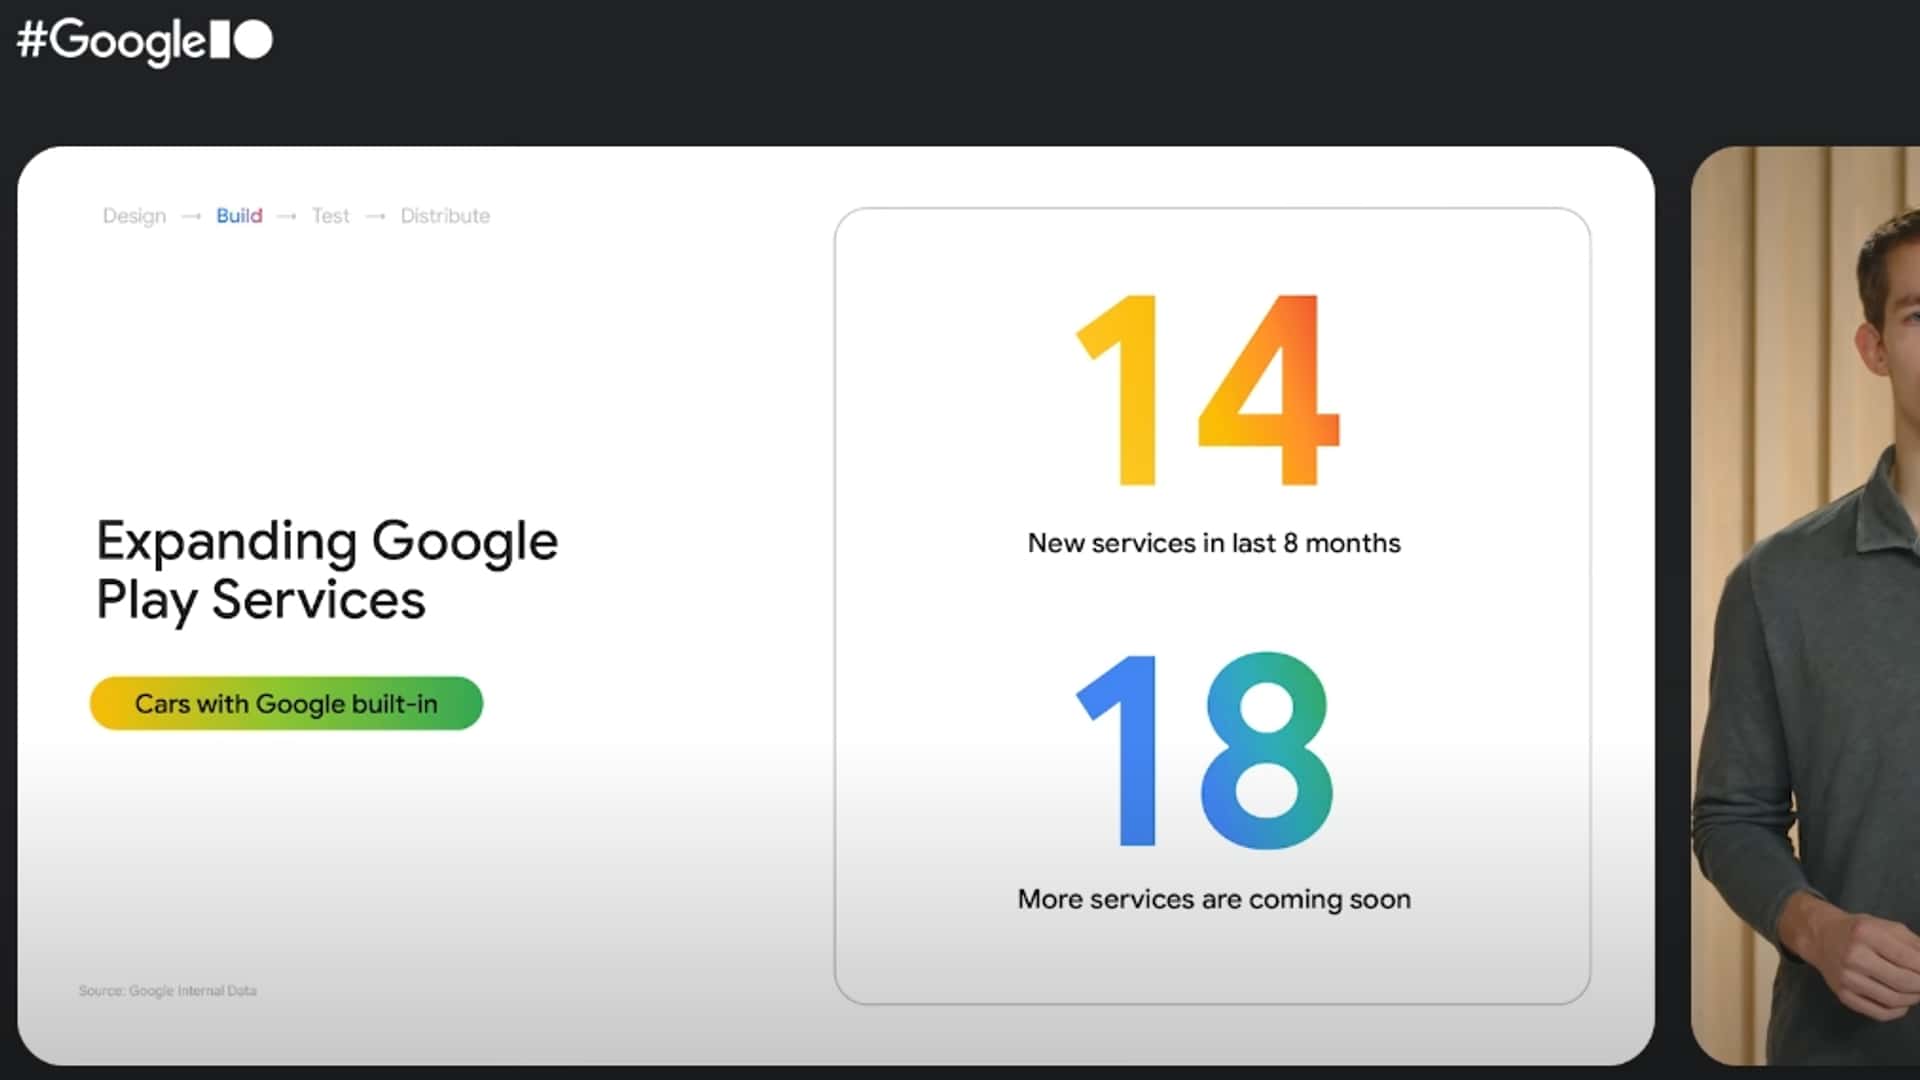 #GoogleIO
Design → Build → Test → Distribute
Expanding Google
Play Services
Cars with Google built-in
Source: Google Internal Data
14
New services in last 8 months
18
More services are coming soon